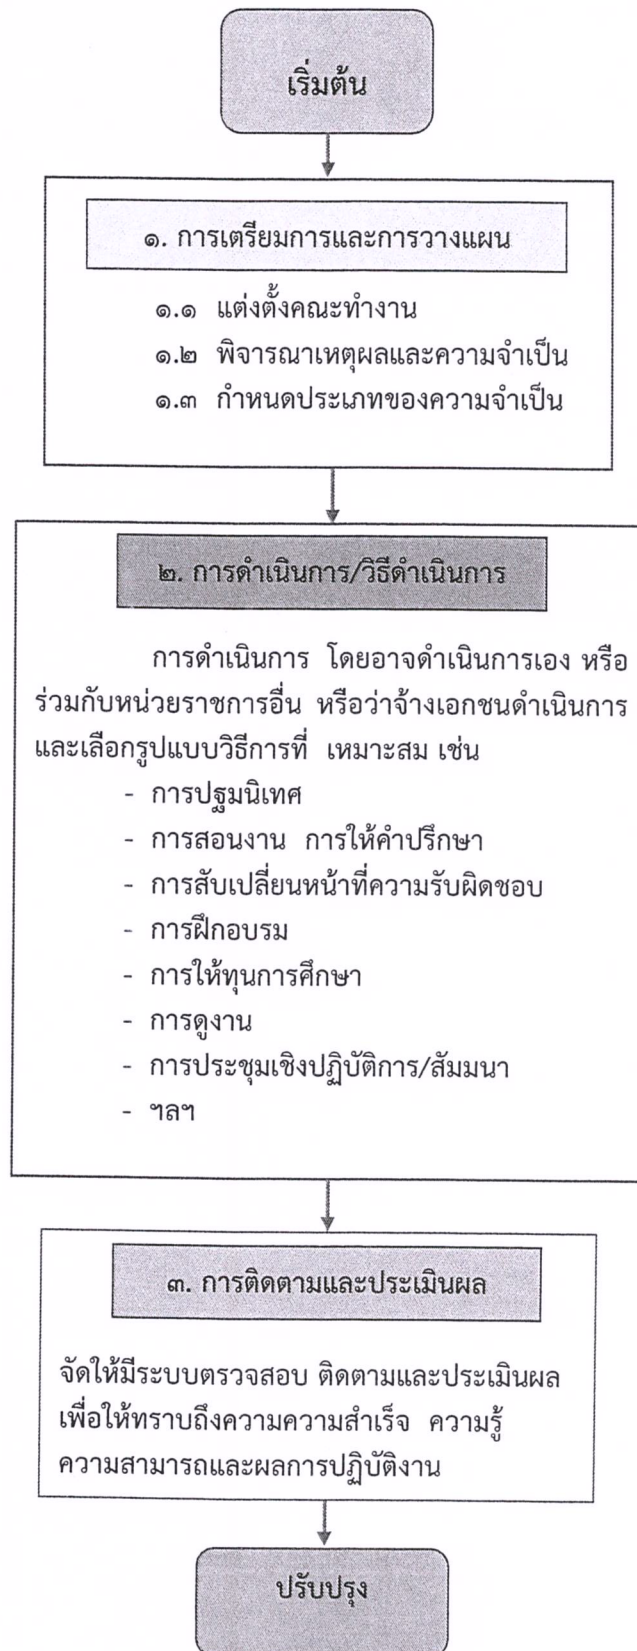 เริ่มต้น
๑. การเตรียมการและการวางแผน
๑.๑ แต่งตั้งคณะทำงาน
๑.๒ พิจารณาเหตุผลและความจำเป็น
๑.๓ กำหนดประเภทของความจำเป็น
๒. การดำเนินการ/วิธีดำเนินการ
การดำเนินการ โดยอาจดำเนินการเอง หรือ
ร่วมกับหน่วยราชการอื่น หรือว่าจ้างเอกชนดำเนินการ
และเลือกรูปแบบวิธีการที่ เหมาะสม เช่น
- การปฐมนิเทศ
- การสอนงาน การให้คำปรึกษา
- การสับเปลี่ยนหน้าที่ความรับผิดชอบ
- การฝึกอบรม
- การให้ทุนการศึกษา
- การดูงาน
- การประชุมเชิงปฏิบัติการ/สัมมนา
- ฯลฯ
๓. การติดตามและประเมินผล
จัดให้มีระบบตรวจสอบ ติดตามและประเมินผล
เพื่อให้ทราบถึงความความสำเร็จ ความรู้
ความสามารถและผลการปฏิบัติงาน
ปรับปรุง